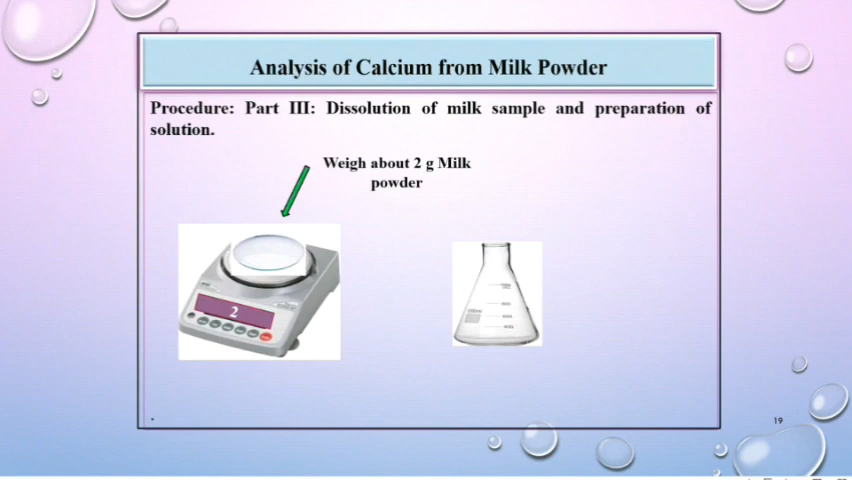 Analysis of Calcium from Milk Powder
Procedure: Part III: Dissolution of milk sample and preparation of
solution.
Weigh about 2 g Milk
powder
2
19